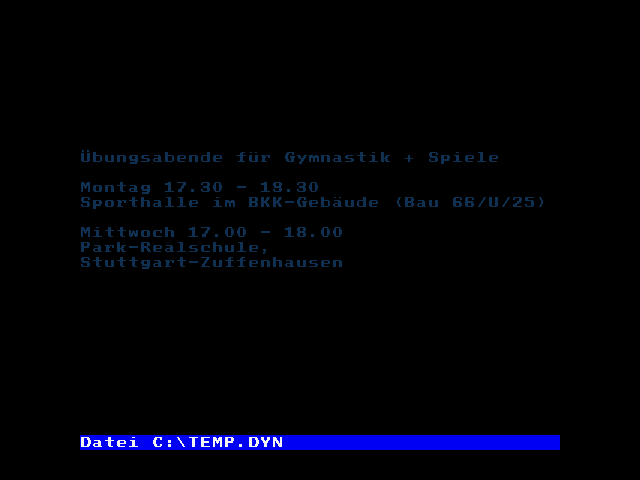 Übungsabende für Gymnastik + Spiele
Montag 17.30 - 19.30
Sporthalle im BKK-Gebäude (Bau 66/U/25)
Mittwoch 17.00 - 18.00
Park-Realschule,
Stuttgart-Zuffenhausen
Datei C:\TEMP.DYN